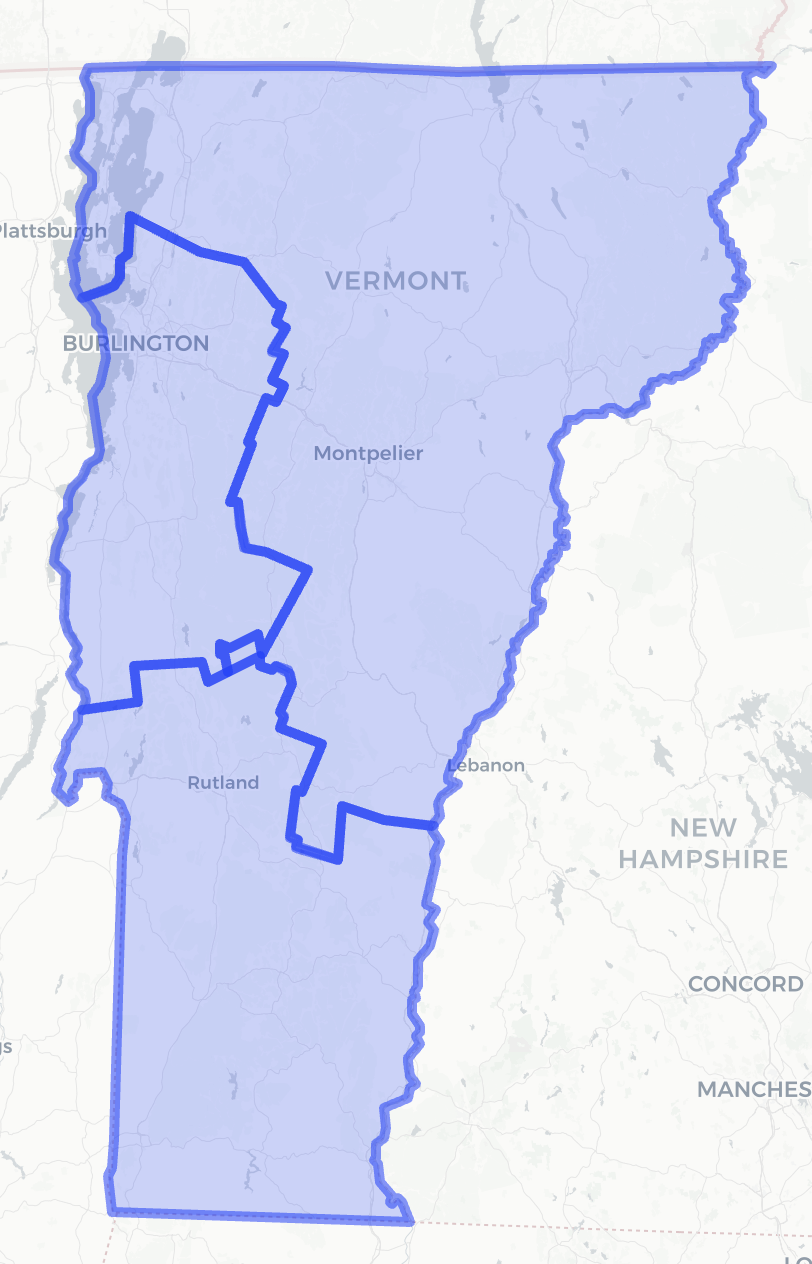 Plattsburgh
VERMONT
BURLINGTON
Montpelier
Lebanon
Rutland
NEW
HAMPSHIRE
CONCORD
MANCHES